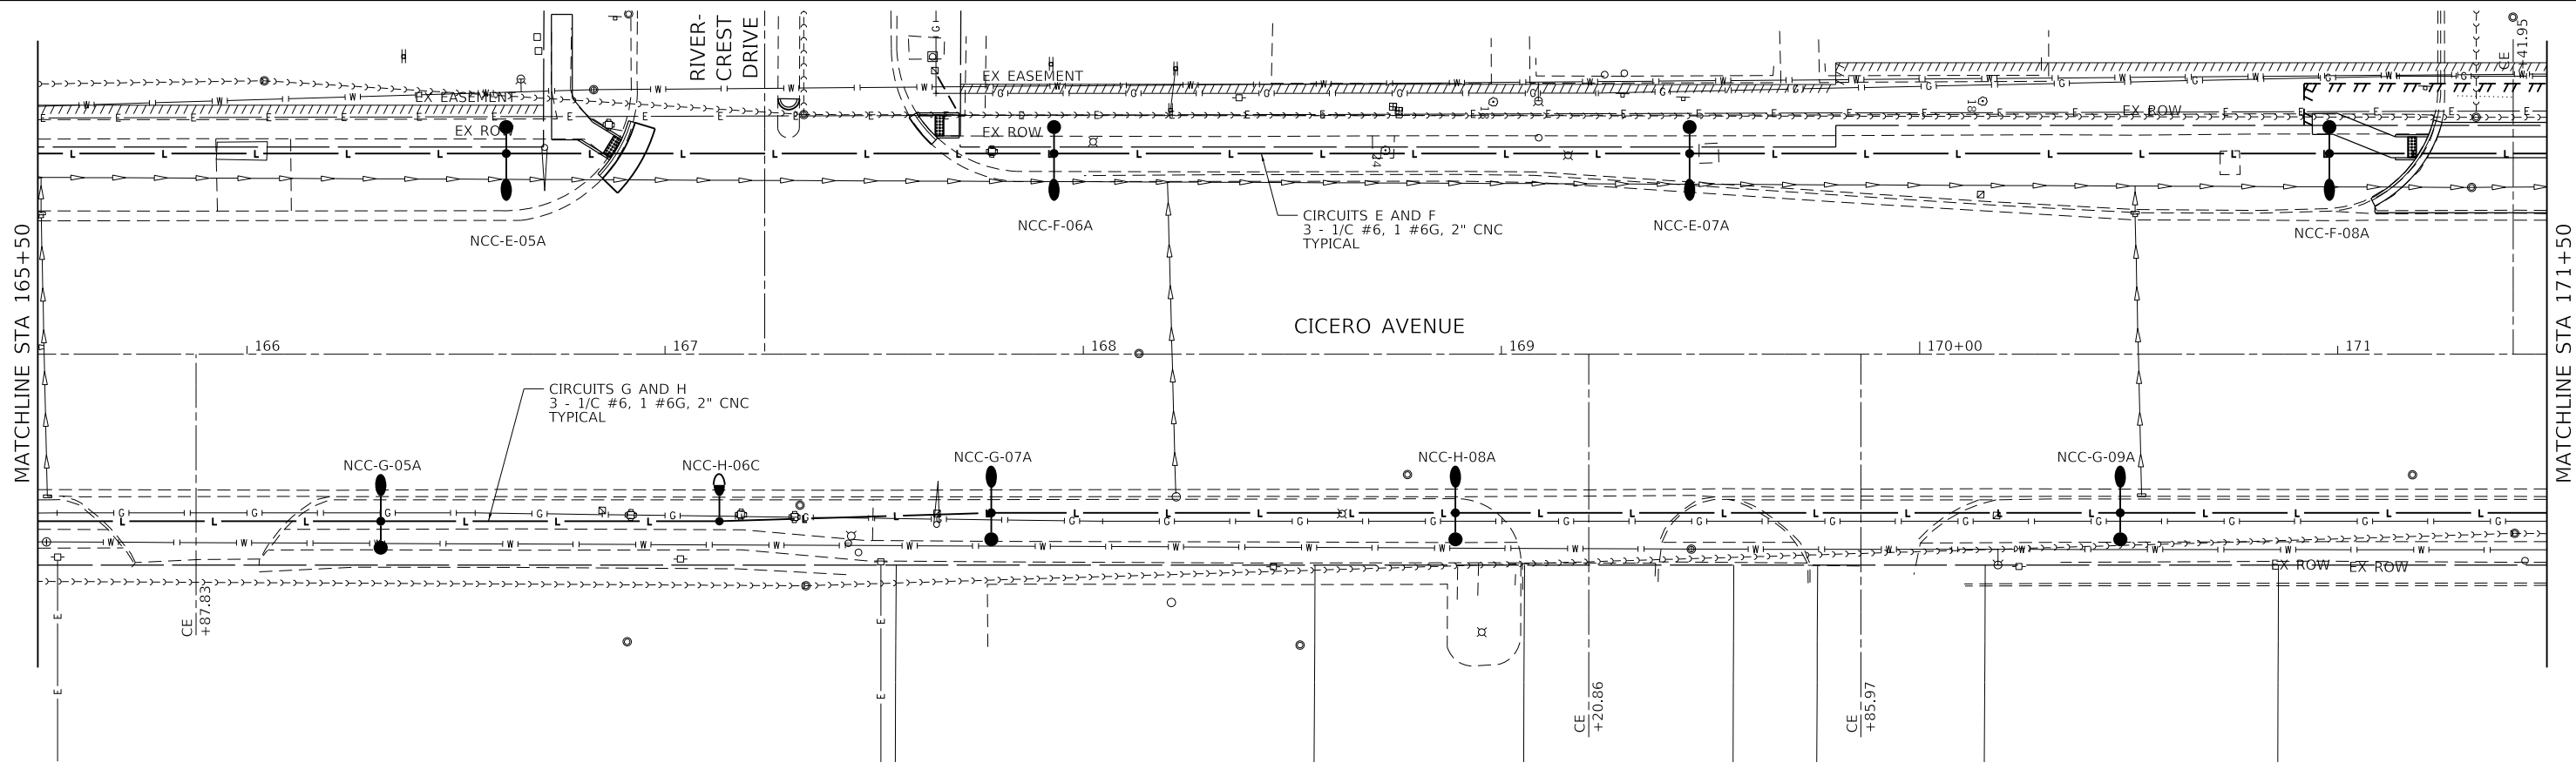 RIVER-
CREST
DRIVE
CE
+41.95
EX EASEMENT
EX EASEMENT
EX ROW
EX ROW
EX ROW
18
24
NCC-E-05A
NCC-F-06A
NCC-E-07A
NCC-F-08A
CIRCUITS E AND F
3 - 1/C #6, 1 #6G, 2" CNC
TYPICAL
MATCHLINE STA 165+50
MATCHLINE STA 171+50
CICERO AVENUE
166
167
168
169
170+00
171
CIRCUITS G AND H
3 - 1/C #6, 1 #6G, 2" CNC
TYPICAL
NCC-G-05A
NCC-H-06C
NCC-G-07A
NCC-H-08A
NCC-G-09A
EX ROW
EX ROW
CE
+87.83
CE
+20.86
CE
+85.97